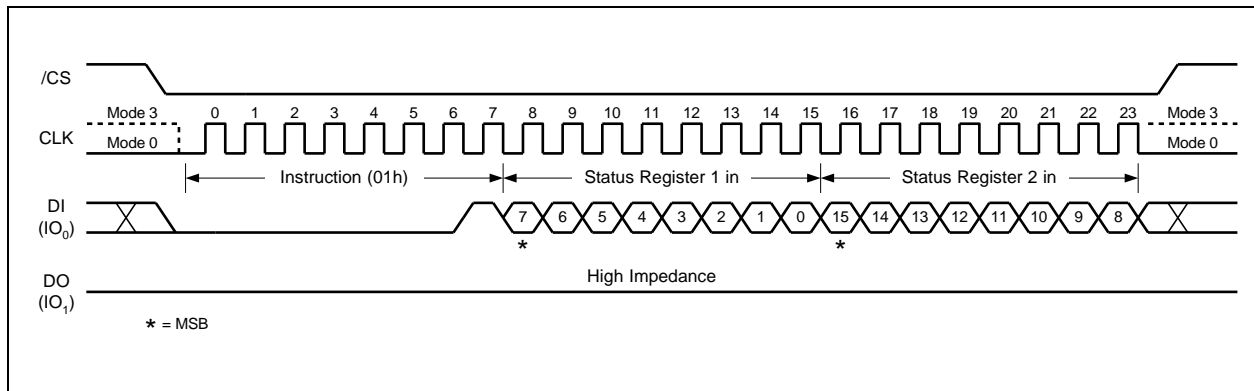 /CS
Mode 3 0 1 2 3 4 5 6 7 8 9 10 11 12 13 14 15 16 17 18 19 20 21 22 23 Mode 3
CLK Mode 0 Mode 0
Instruction (01h) Status Register 1 in Status Register 2 in
DI
(IO0) 7 6 5 4 3 2 1 0 15 14 13 12 11 10 9 8
* *
High Impedance
DO
(IO1)
* = MSB